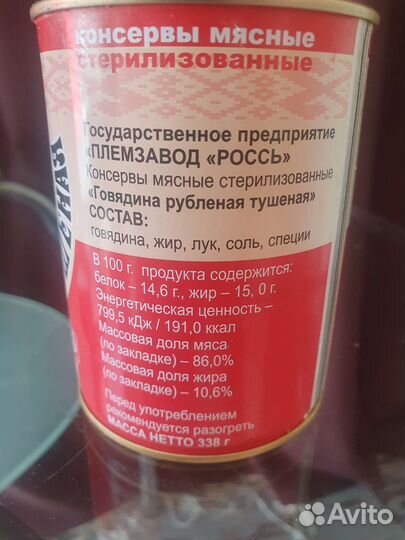 консервы мясные
стерилизованные
Государственное предприятие
«ПЛЕМЗАВОД «РОССЬ»
Консервы мясные стерилизованные
«Говядина рубленая тушеная»
СОСТАВ:
говядина, жир, лук, соль, специи
В 100 г. продукта содержится:
белок – 14,6 г., жир – 15, 0 г.
Энергетическая ценность –
799,5 кДж / 191,0 ккал
Массовая доля мяса
(по закладке) – 86,0%
Массовая доля жира
(по закладке) – 10,6%
Перед употреблением
рекомендуется разогреть
МАССА НЕТТО 338 г
Avito